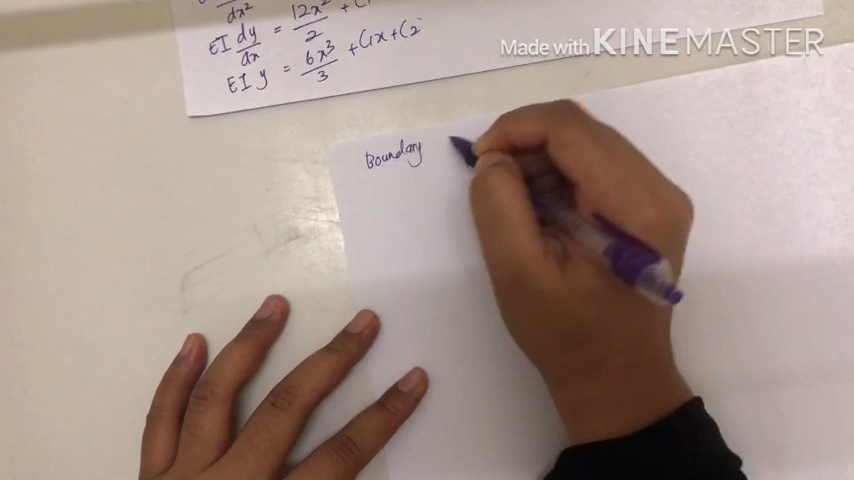 dx²
EI dy/dx = 12x²/2 + C1
EI y = 6x³/3 + C1x + C2
Made with KINEMASTER
Boundary